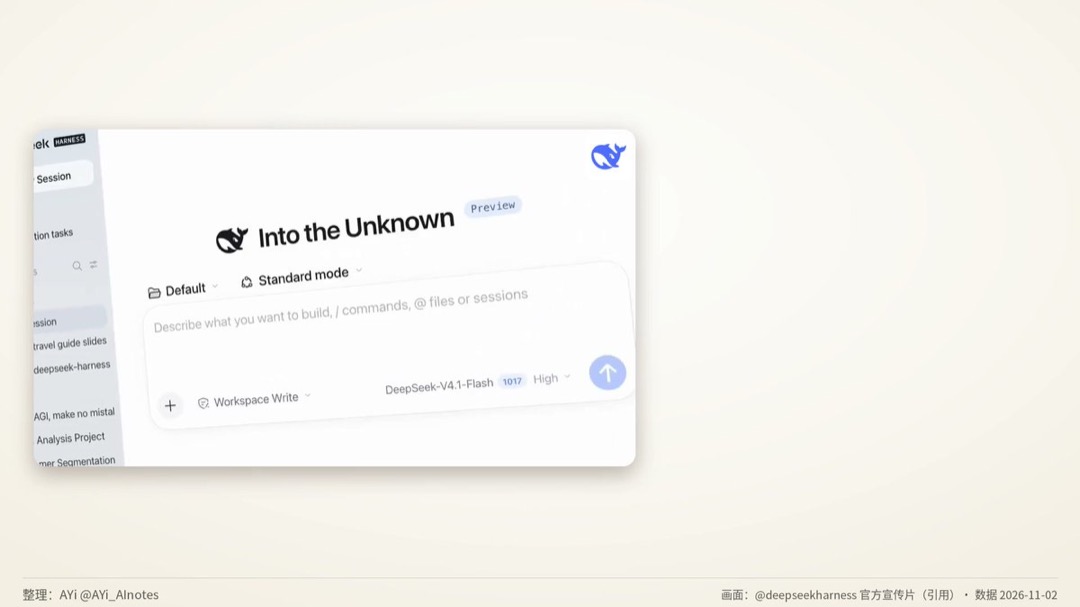 ek HARNESS
Session
tion tasks
ssion
travel guide slides
deepseek-harness
AGI, make no mistal
Analysis Project
mer Segmentation
Into the Unknown Preview
Default Standard mode
Describe what you want to build, / commands, @ files or sessions
+ Workspace Write DeepSeek-V4.1-Flash 1017 High
整理：AYi @AYi_AInotes
画面：@deepseekharness 官方宣传片（引用）· 数据 2026-11-02